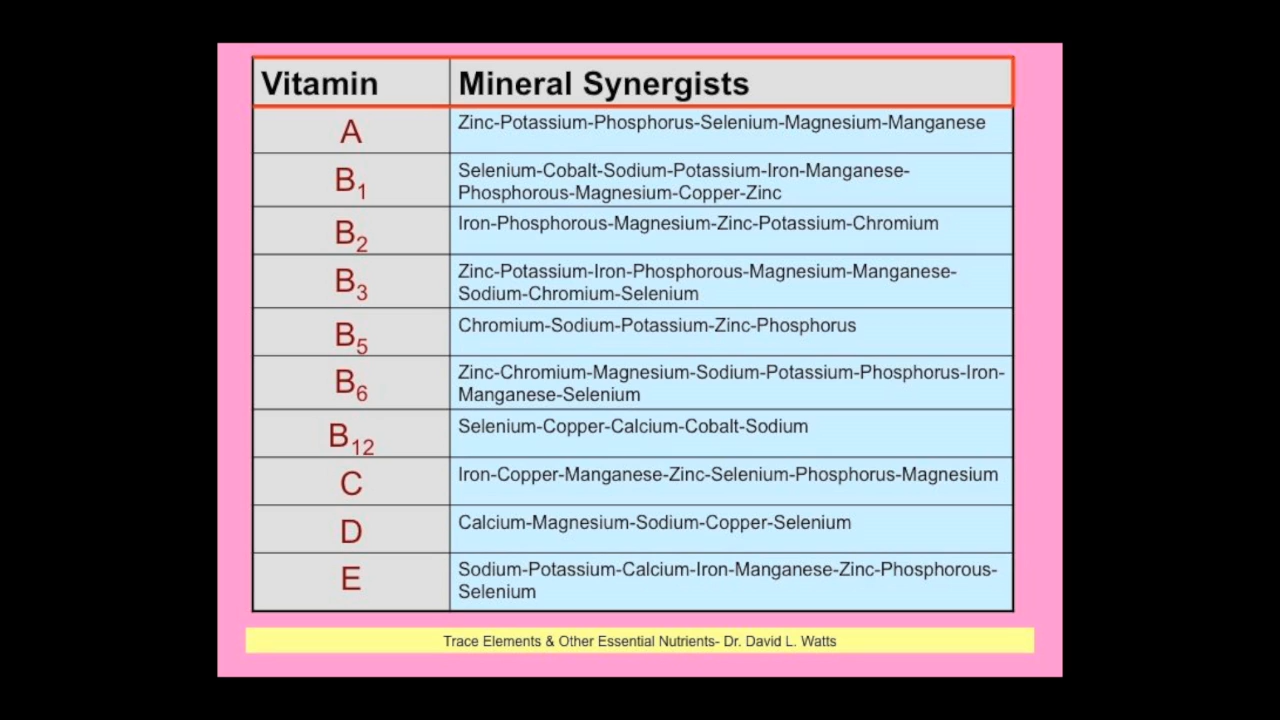 Vitamin
Mineral Synergists
A
Zinc-Potassium-Phosphorus-Selenium-Magnesium-Manganese
B1
Selenium-Cobalt-Sodium-Potassium-Iron-Manganese-
Phosphorous-Magnesium-Copper-Zinc
B2
Iron-Phosphorous-Magnesium-Zinc-Potassium-Chromium
B3
Zinc-Potassium-Iron-Phosphorous-Magnesium-Manganese-
Sodium-Chromium-Selenium
B5
Chromium-Sodium-Potassium-Zinc-Phosphorus
B6
Zinc-Chromium-Magnesium-Sodium-Potassium-Phosphorus-Iron-
Manganese-Selenium
B12
Selenium-Copper-Calcium-Cobalt-Sodium
C
Iron-Copper-Manganese-Zinc-Selenium-Phosphorus-Magnesium
D
Calcium-Magnesium-Sodium-Copper-Selenium
E
Sodium-Potassium-Calcium-Iron-Manganese-Zinc-Phosphorous-
Selenium
Trace Elements & Other Essential Nutrients- Dr. David L. Watts